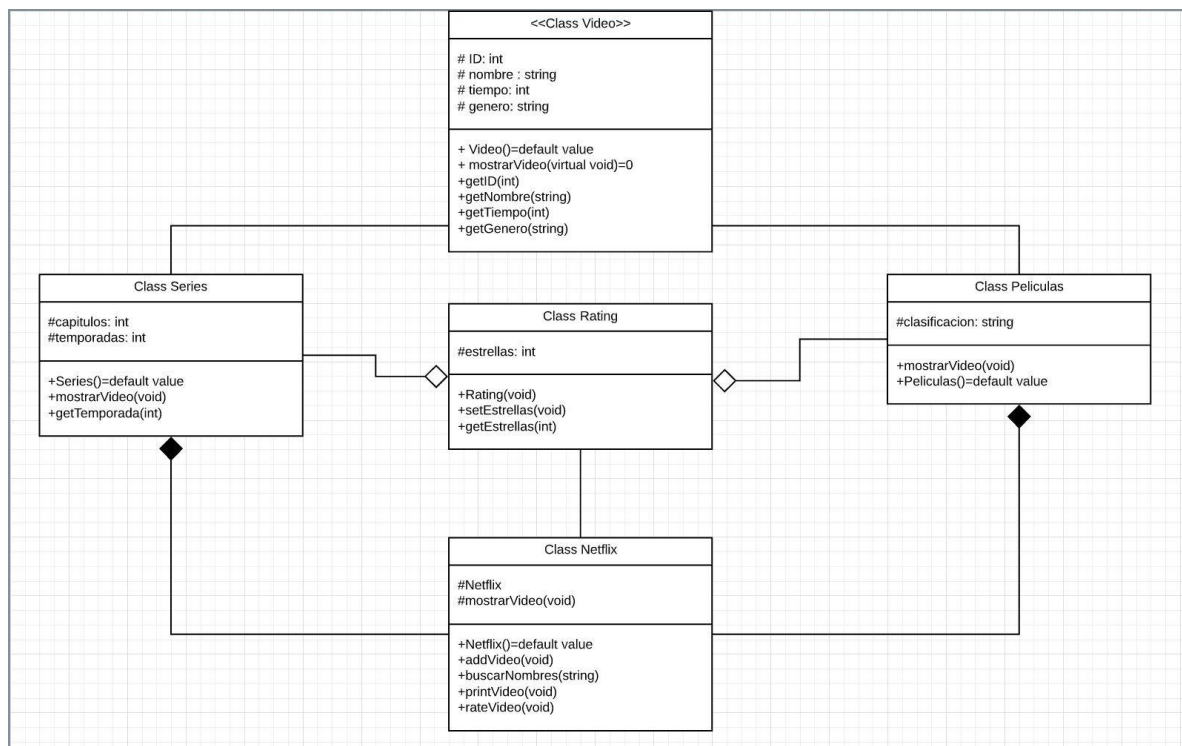 <<Class Video>>
# ID: int
# nombre : string
# tiempo: int
# genero: string
+ Video()=default value
+ mostrarVideo(virtual void)=0
+getID(int)
+getNombre(string)
+getTiempo(int)
+getGenero(string)
Class Series
#capitulos: int
#temporadas: int
+Series()=default value
+mostrarVideo(void)
+getTemporada(int)
Class Rating
#estrellas: int
+Rating(void)
+setEstrellas(void)
+getEstrellas(int)
Class Peliculas
#clasificacion: string
+mostrarVideo(void)
+Peliculas()=default value
Class Netflix
#Netflix
#mostrarVideo(void)
+Netflix()=default value
+addVideo(void)
+buscarNombres(string)
+printVideo(void)
+rateVideo(void)